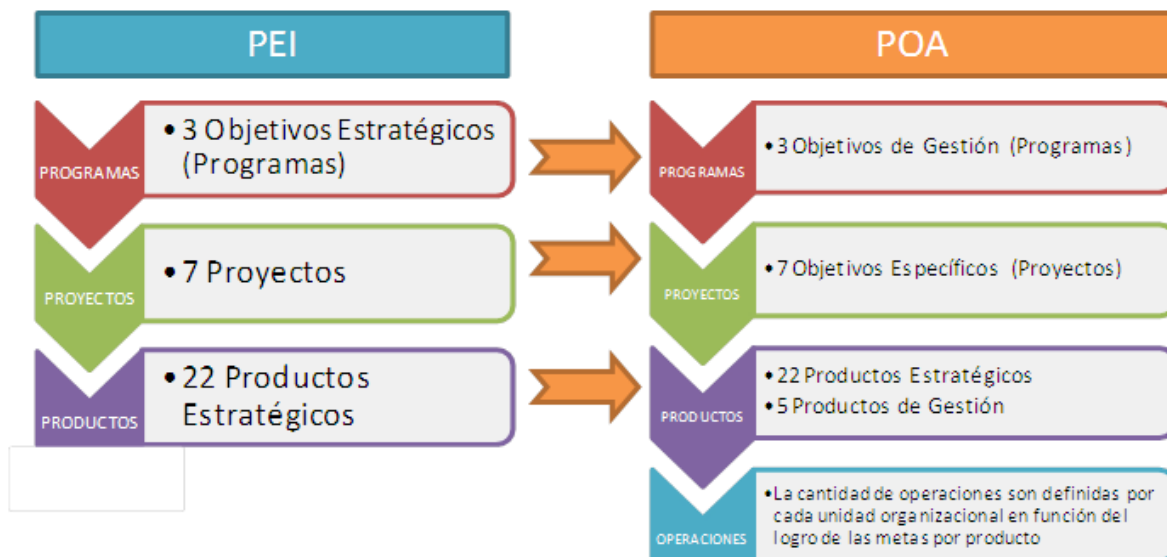 PEI
PROGRAMAS
• 3 Objetivos Estratégicos
(Programas)
PROYECTOS
• 7 Proyectos
PRODUCTOS
• 22 Productos
Estratégicos
POA
PROGRAMAS
• 3 Objetivos de Gestión (Programas)
PROYECTOS
• 7 Objetivos Específicos (Proyectos)
PRODUCTOS
• 22 Productos Estratégicos
• 5 Productos de Gestión
OPERACIONES
• La cantidad de operaciones son definidas por
cada unidad organizacional en función del
logro de las metas por producto